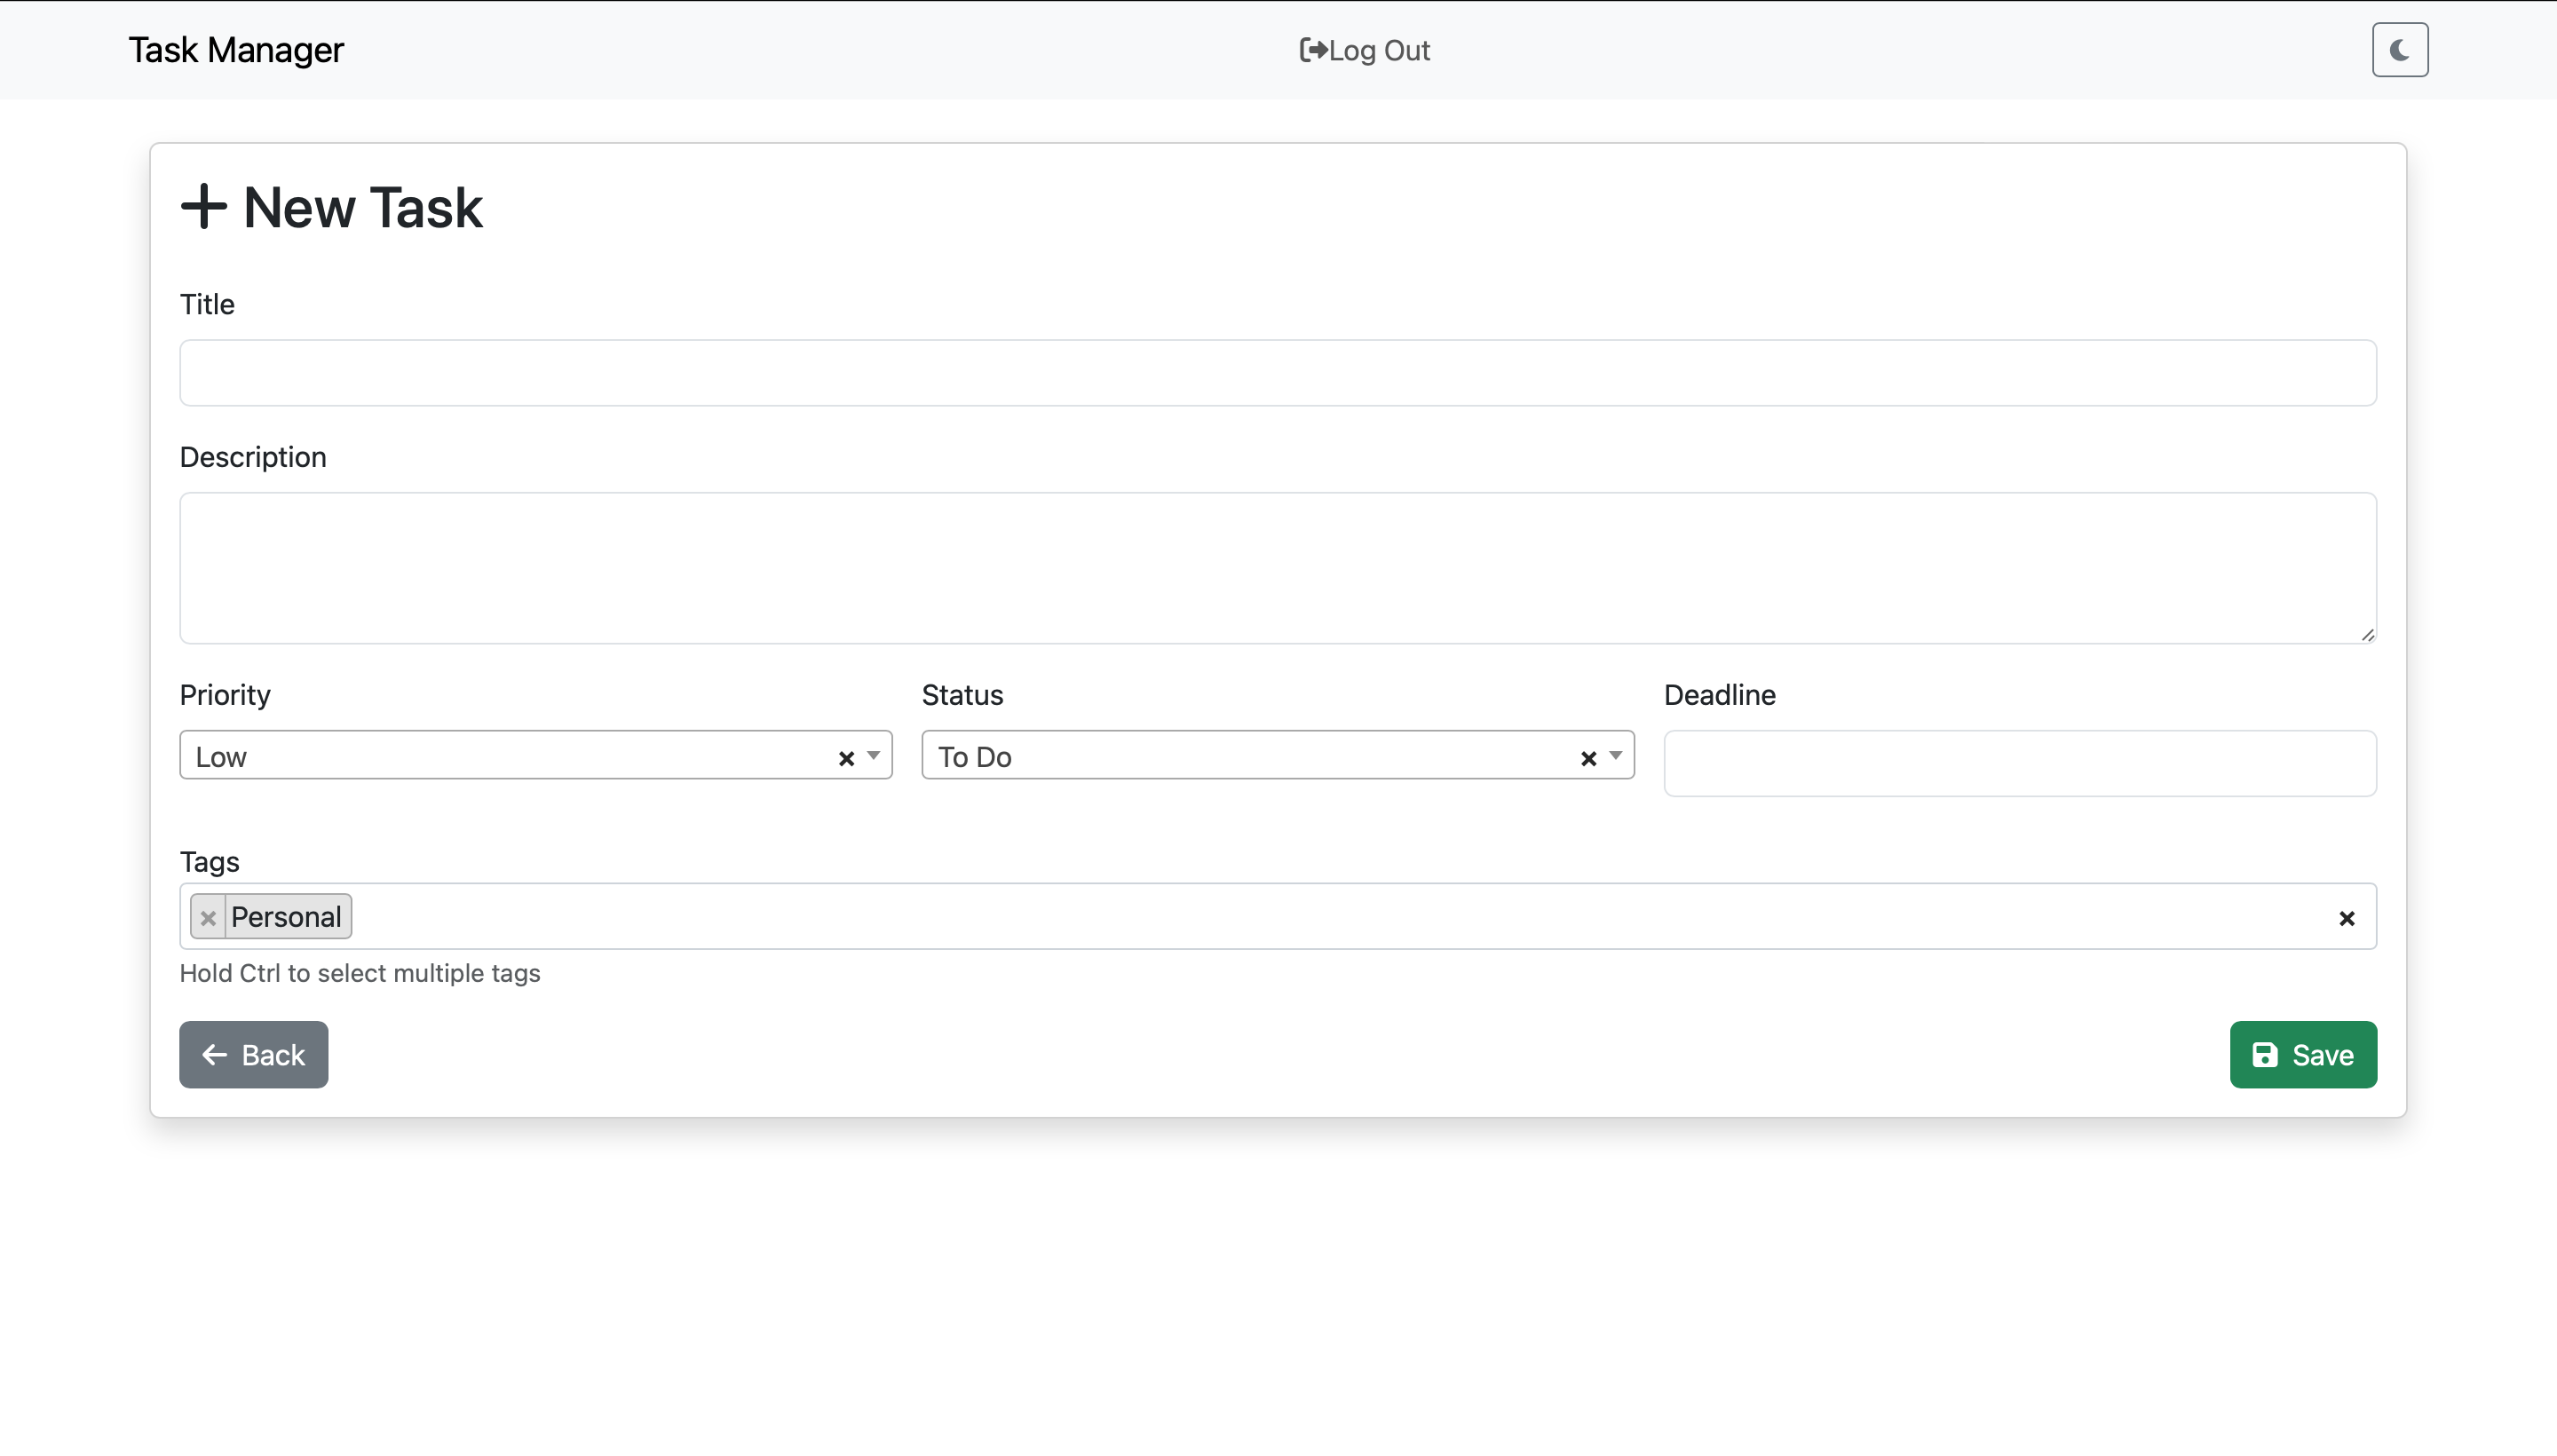 Task Manager
Log Out
New Task
Title
Description
Priority
Status
Deadline
Low
To Do
Tags
Personal
Hold Ctrl to select multiple tags
Back
Save